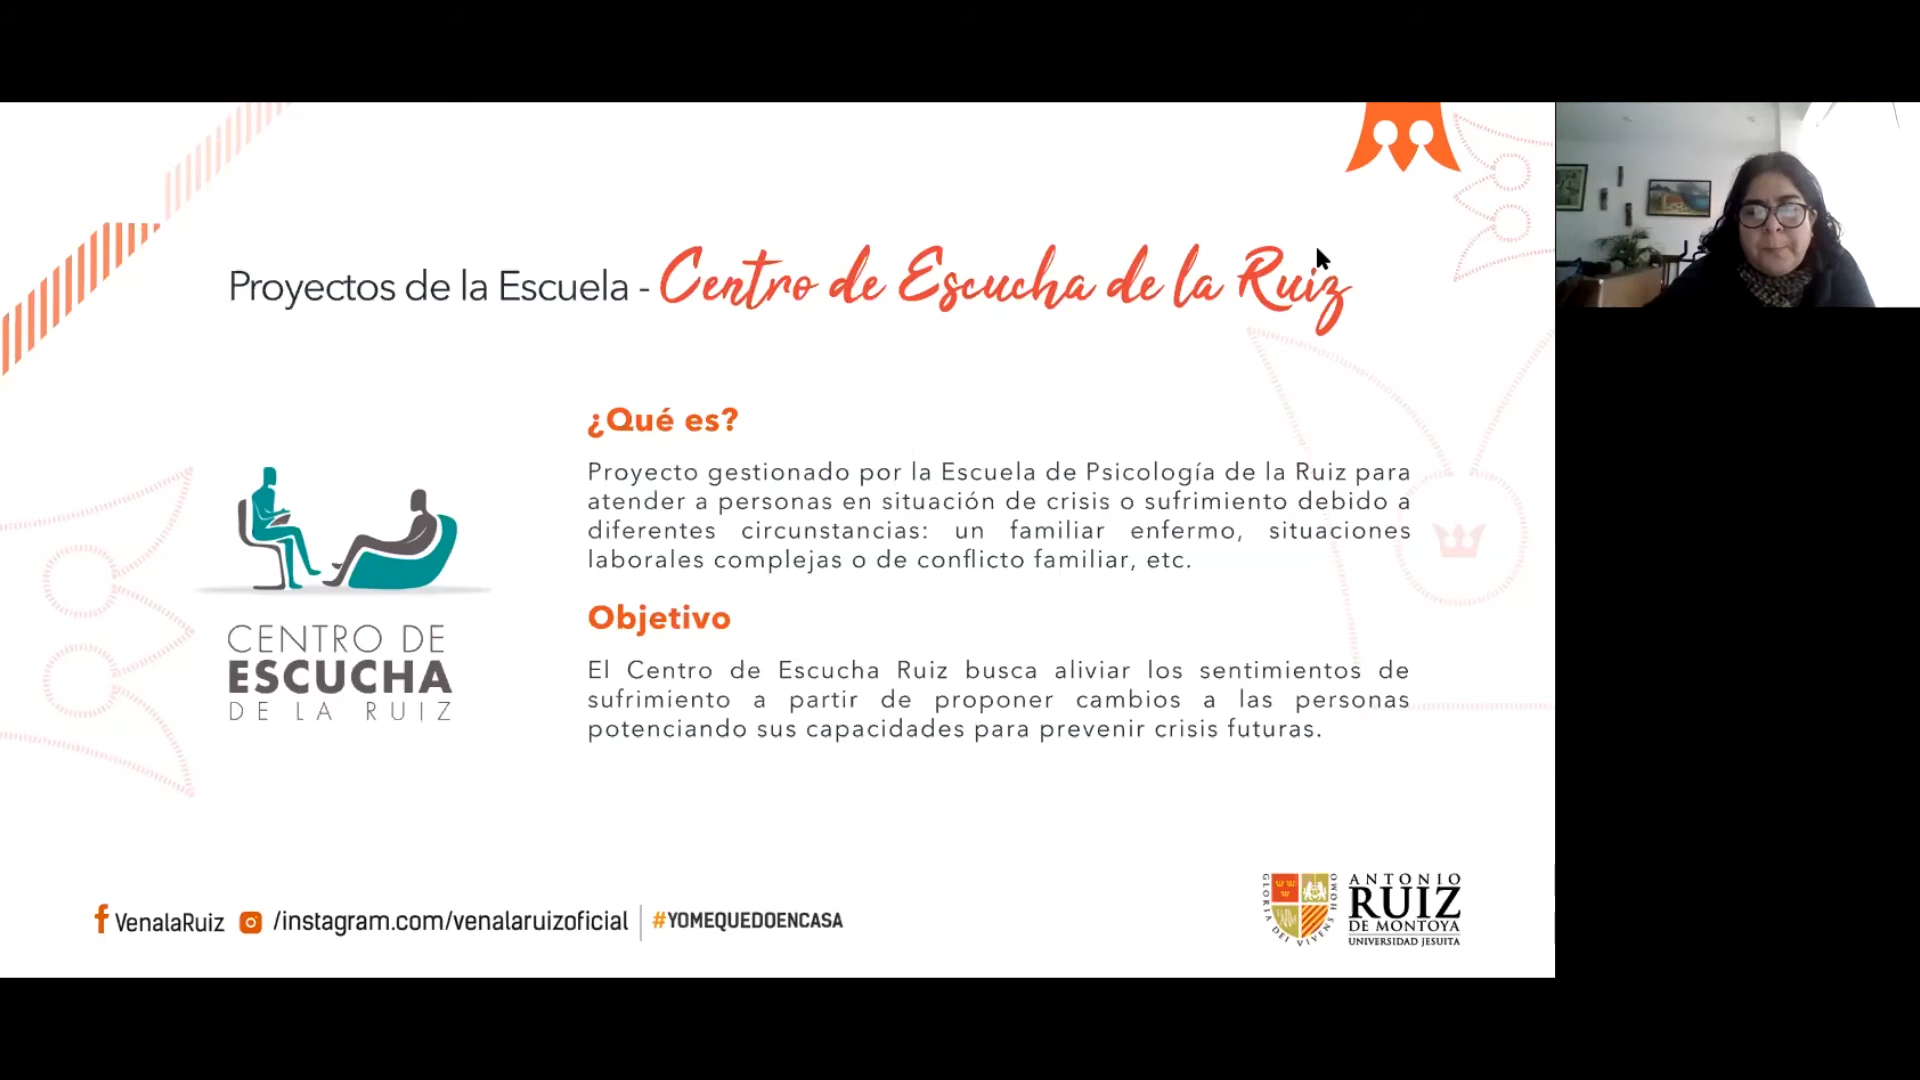 Proyectos de la Escuela - Centro de Escucha de la Ruiz
¿Qué es?
Proyecto gestionado por la Escuela de Psicología de la Ruiz para
atender a personas en situación de crisis o sufrimiento debido a
diferentes circunstancias: un familiar enfermo, situaciones
laborales complejas o de conflicto familiar, etc.
Objetivo
El Centro de Escucha Ruiz busca aliviar los sentimientos de
sufrimiento a partir de proponer cambios a las personas
potenciando sus capacidades para prevenir crisis futuras.
CENTRO DE
ESCUCHA
DE LA RUIZ
VenalaRuiz /instagram.com/venalaruizoficial #YOMEQUEDOENCASA
GLORIA DEI VIVENS HOMO
ANTONIO
RUIZ
DE MONTOYA
UNIVERSIDAD JESUITA